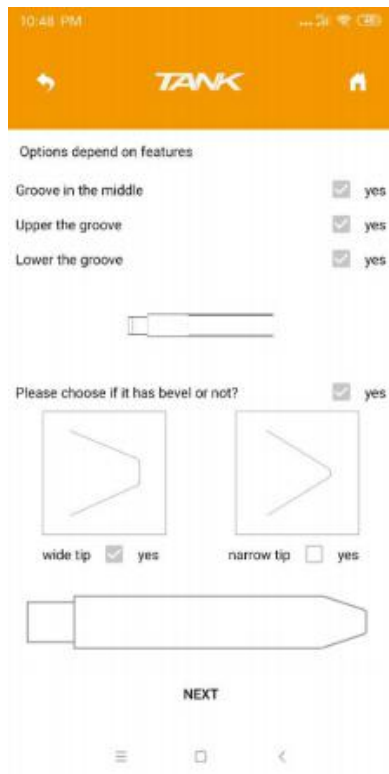 10:48 PM
TANK
Options depend on features
Groove in the middle yes
Upper the groove yes
Lower the groove yes
Please choose if it has bevel or not? yes
wide tip yes narrow tip yes
NEXT